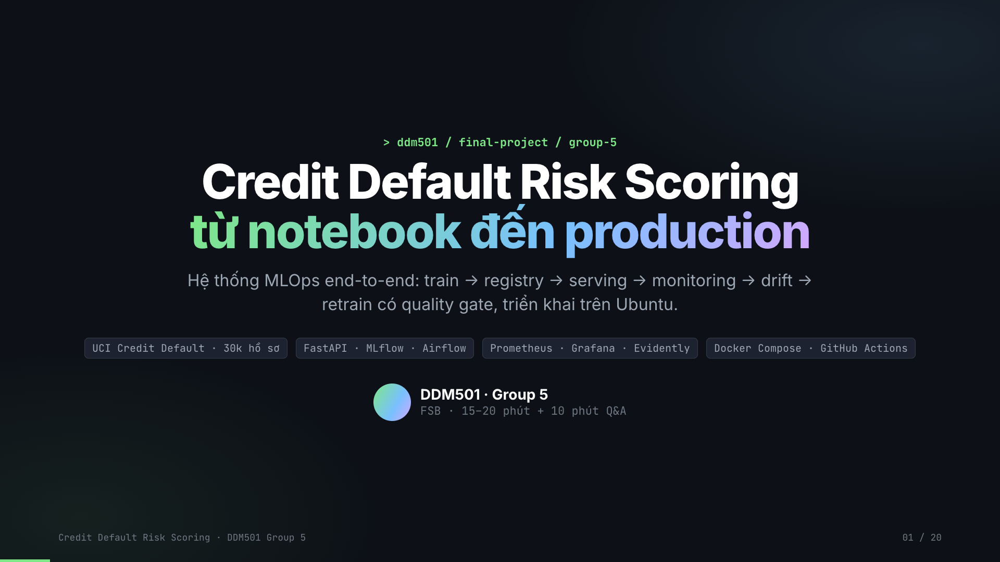 > ddm501 / final-project / group-5
Credit Default Risk Scoring
từ notebook đến production
Hệ thống MLOps end-to-end: train → registry → serving → monitoring → drift →
retrain có quality gate, triển khai trên Ubuntu.
UCI Credit Default · 30k hồ sơ
FastAPI · MLflow · Airflow
Prometheus · Grafana · Evidently
Docker Compose · GitHub Actions
DDM501 · Group 5
FSB · 15–20 phút + 10 phút Q&A
Credit Default Risk Scoring · DDM501 Group 5
01 / 20